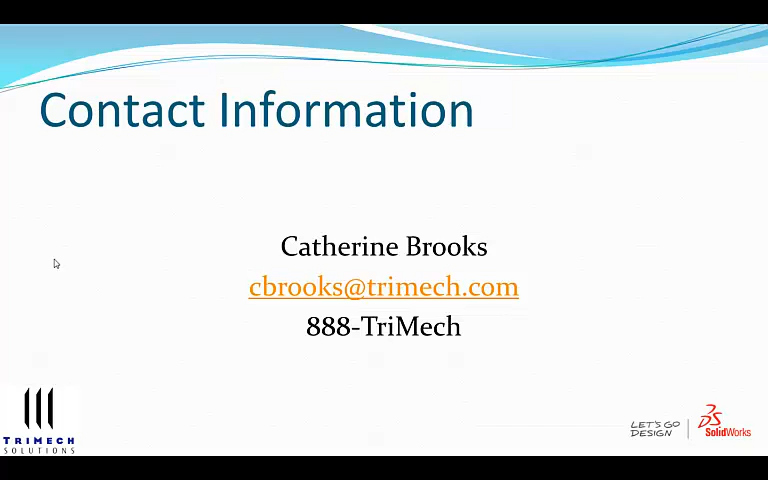 Contact Information
Catherine Brooks
cbrooks@trimech.com
888-TriMech
TRIMECH
SOLUTIONS
LET'S GO
DESIGN
SolidWorks